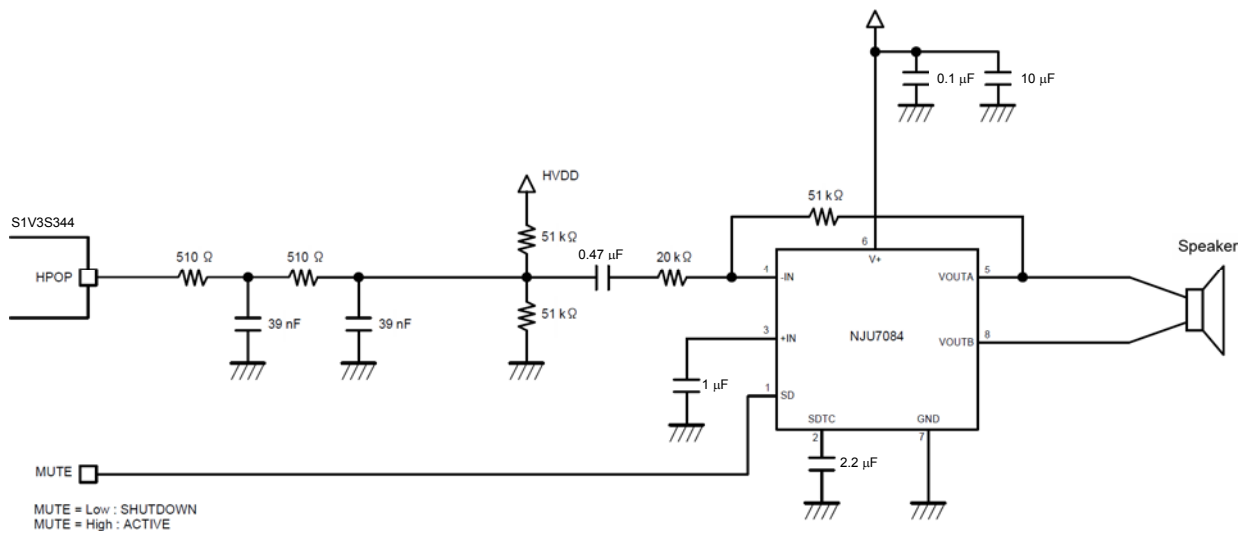 0.1 μF
10 μF
HVDD
51 kΩ
S1V3S344
6
V+
Speaker
510 Ω
510 Ω
51 kΩ
0.47 μF
20 kΩ
HPOP
4
-IN
VOUTA
5
39 nF
39 nF
51 kΩ
3
+IN
NJU7084
VOUTB
8
1 μF
1
SD
SDTC
GND
2
7
2.2 μF
MUTE
MUTE = Low : SHUTDOWN
MUTE = High : ACTIVE